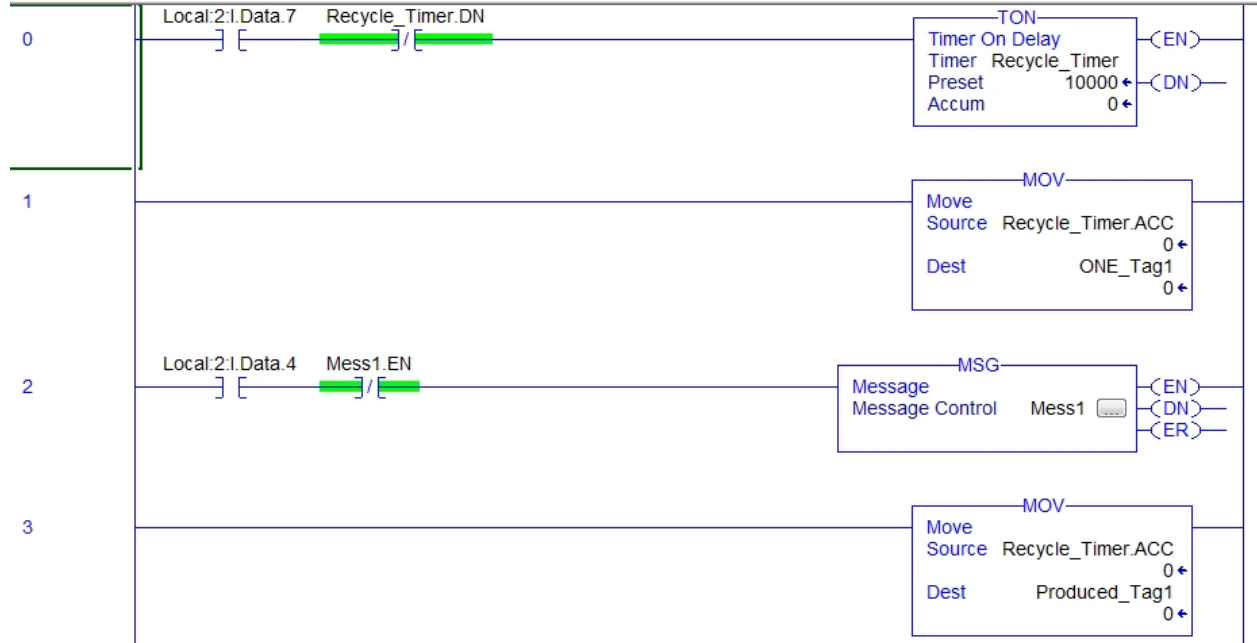 Local:2:I.Data.7 Recycle_Timer.DN
TON
0
Timer On Delay
EN
Timer Recycle_Timer
Preset 10000
DN
Accum 0
MOV
1
Move
Source Recycle_Timer.ACC
0
Dest ONE_Tag1
0
Local:2:I.Data.4 Mess1.EN
MSG
2
Message
EN
Message Control Mess1 ...
DN
ER
MOV
3
Move
Source Recycle_Timer.ACC
0
Dest Produced_Tag1
0